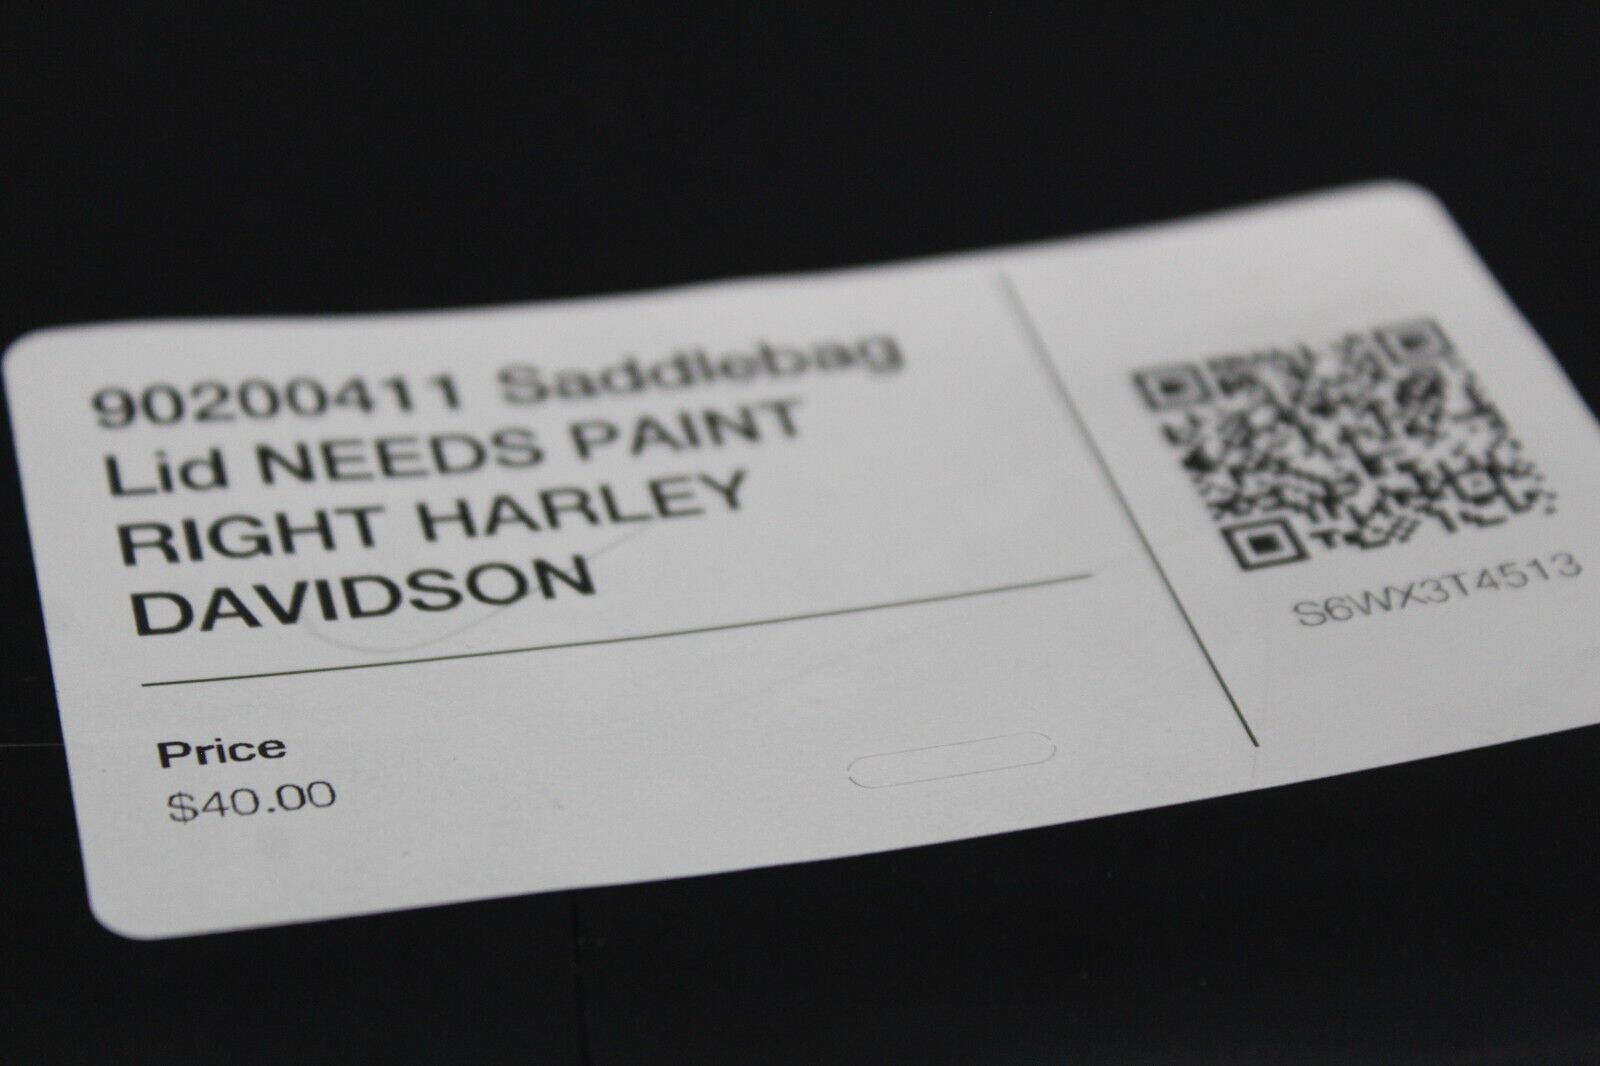 90200411 Saddlebag
Lid NEEDS PAINT
RIGHT HARLEY
DAVIDSON
Price
$40.00
S6WX3T4513